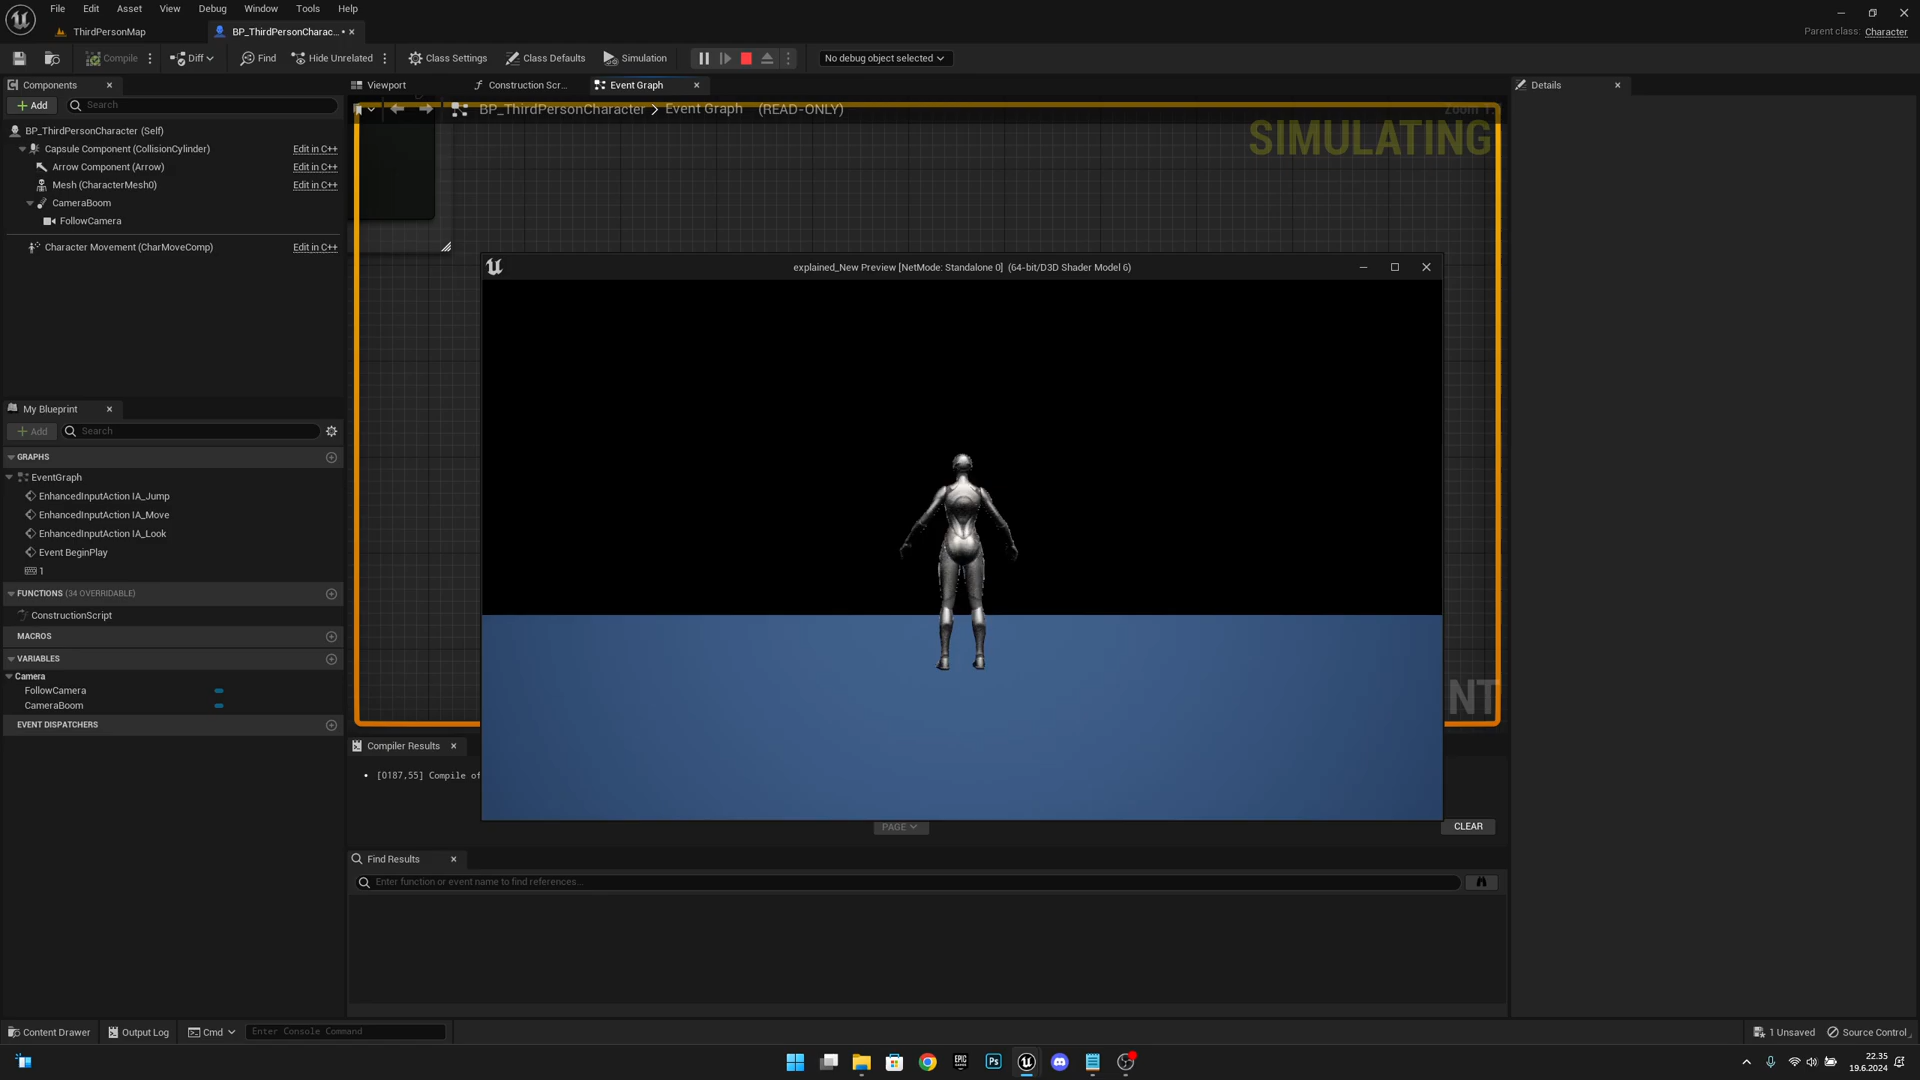 File Edit Asset View Debug Window Tools Help
ThirdPersonMap BP_ThirdPersonCharac... •
Parent class: Character
Compile Diff Find Hide Unrelated Class Settings Class Defaults Simulation No debug object selected
Components
Viewport Construction Scr... Event Graph
Details
+ Add Search
BP_ThirdPersonCharacter > Event Graph (READ-ONLY)
SIMULATING
BP_ThirdPersonCharacter (Self)
Capsule Component (CollisionCylinder) Edit in C++
Arrow Component (Arrow) Edit in C++
Mesh (CharacterMesh0) Edit in C++
CameraBoom
FollowCamera
Character Movement (CharMoveComp) Edit in C++
explained_New Preview [NetMode: Standalone 0] (64-bit/D3D Shader Model 6)
My Blueprint
+ Add Search
GRAPHS
EventGraph
EnhancedInputAction IA_Jump
EnhancedInputAction IA_Move
EnhancedInputAction IA_Look
Event BeginPlay
1
FUNCTIONS (34 OVERRIDABLE)
ConstructionScript
MACROS
VARIABLES
Camera
FollowCamera
CameraBoom
EVENT DISPATCHERS
NT
Compiler Results
[0187,55] Compile of
PAGE
CLEAR
Find Results
Enter function or event name to find references...
Content Drawer Output Log Cmd Enter Console Command
1 Unsaved Source Control
EPIC GAMES
Ps
22.35
19.6.2024